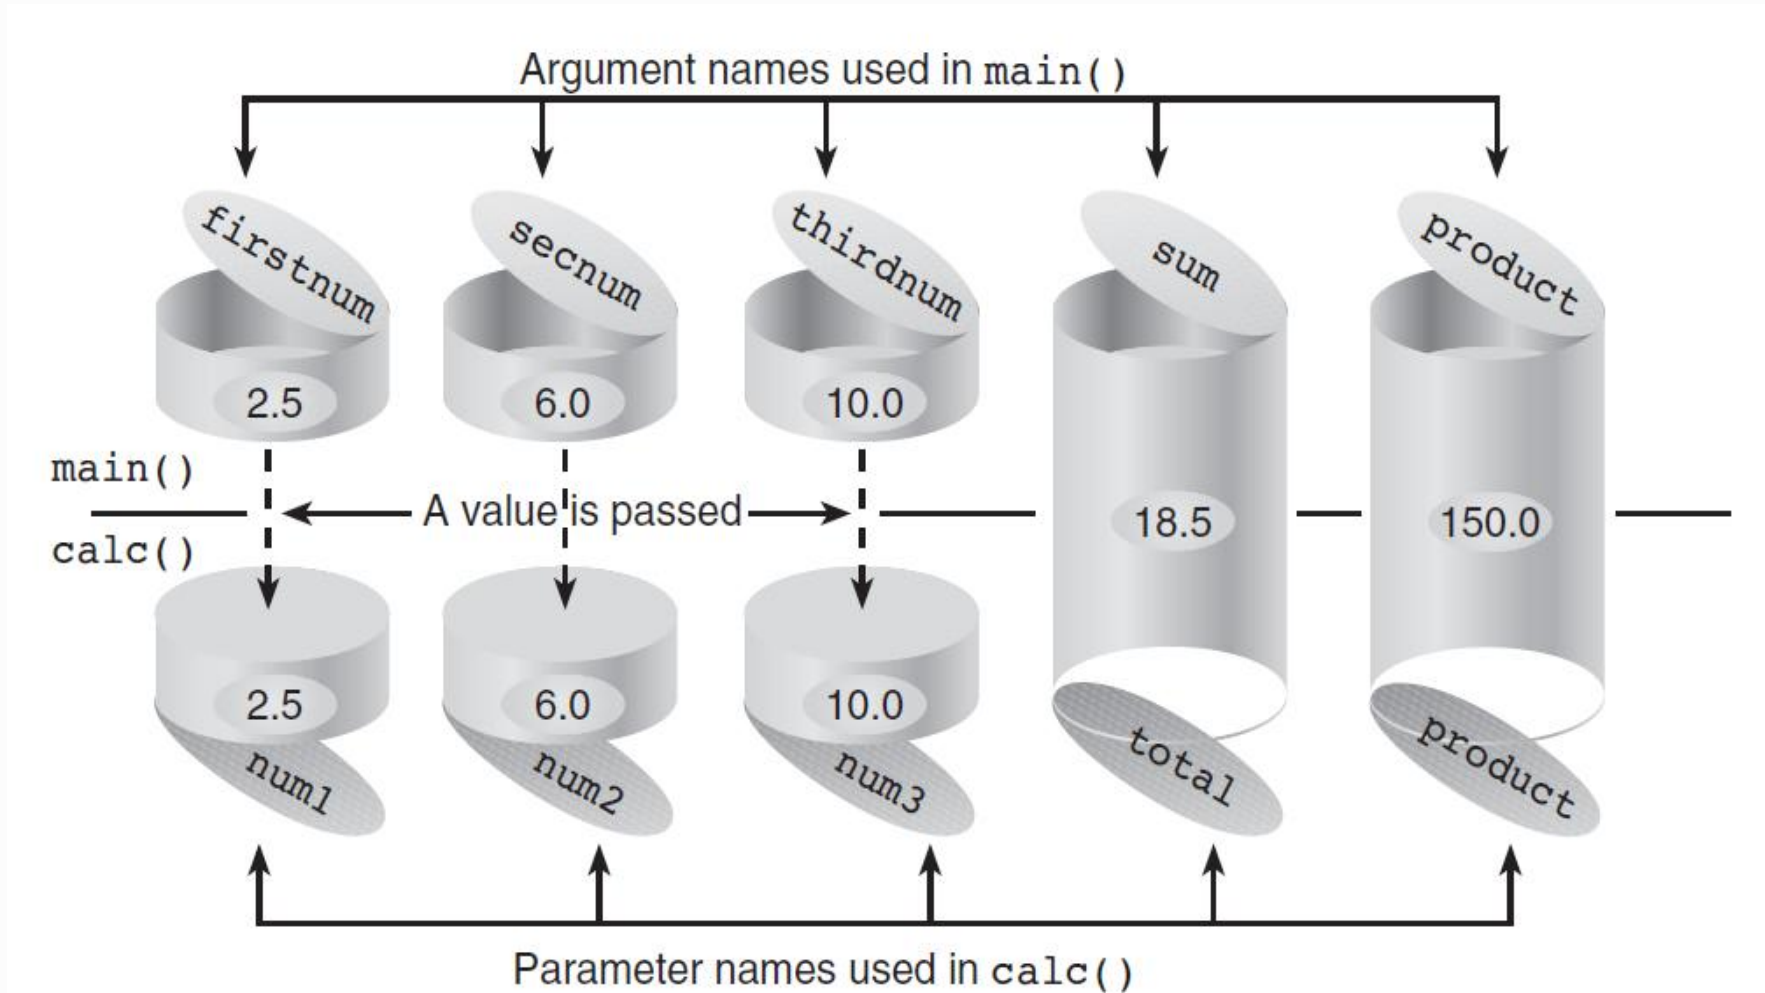 Argument names used in main()
firstnum secnum thirdnum sum product
2.5 6.0 10.0
main()
A value is passed 18.5 150.0
calc()
2.5 6.0 10.0
num1 num2 num3 total product
Parameter names used in calc()